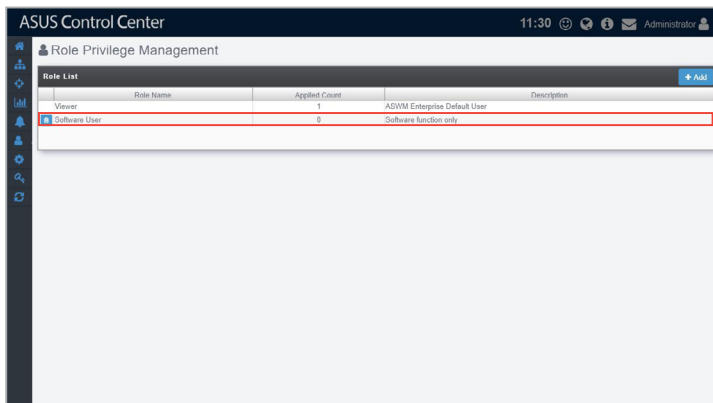 ASUS Control Center
11:30 Administrator
Role Privilege Management
Role List + Add
Role Name Applied Count Description
Viewer 1 ASWM Enterprise Default User
Software User 0 Software function only